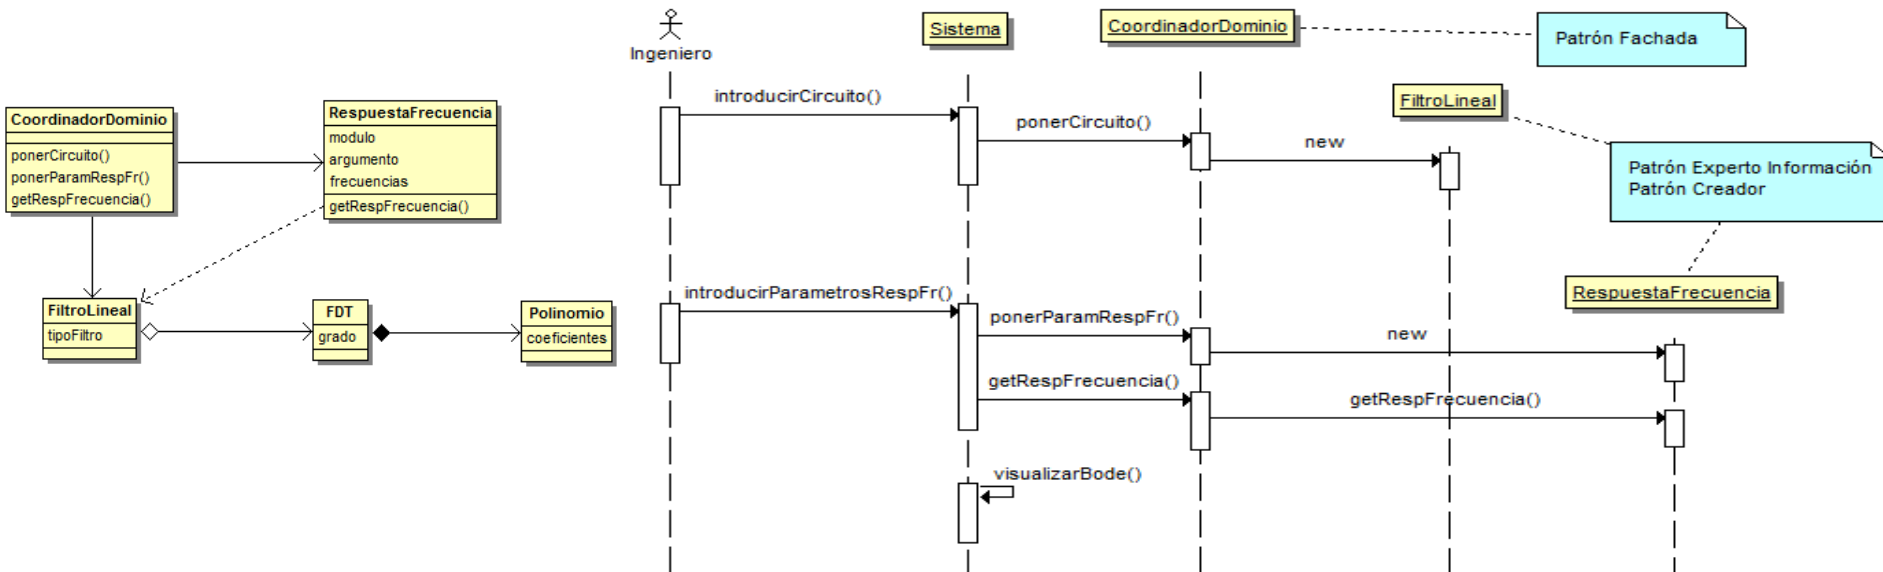 CoordinadorDominio
ponerCircuito()
ponerParamRespFr()
getRespFrecuencia()
RespuestaFrecuencia
modulo
argumento
frecuencias
getRespFrecuencia()
FiltroLineal
tipoFiltro
FDT
grado
Polinomio
coeficientes
Ingeniero
Sistema
CoordinadorDominio
Patrón Fachada
introducirCircuito()
ponerCircuito()
FiltroLineal
new
Patrón Experto Información
Patrón Creador
RespuestaFrecuencia
introducirParametrosRespFr()
ponerParamRespFr()
new
getRespFrecuencia()
getRespFrecuencia()
visualizarBode()